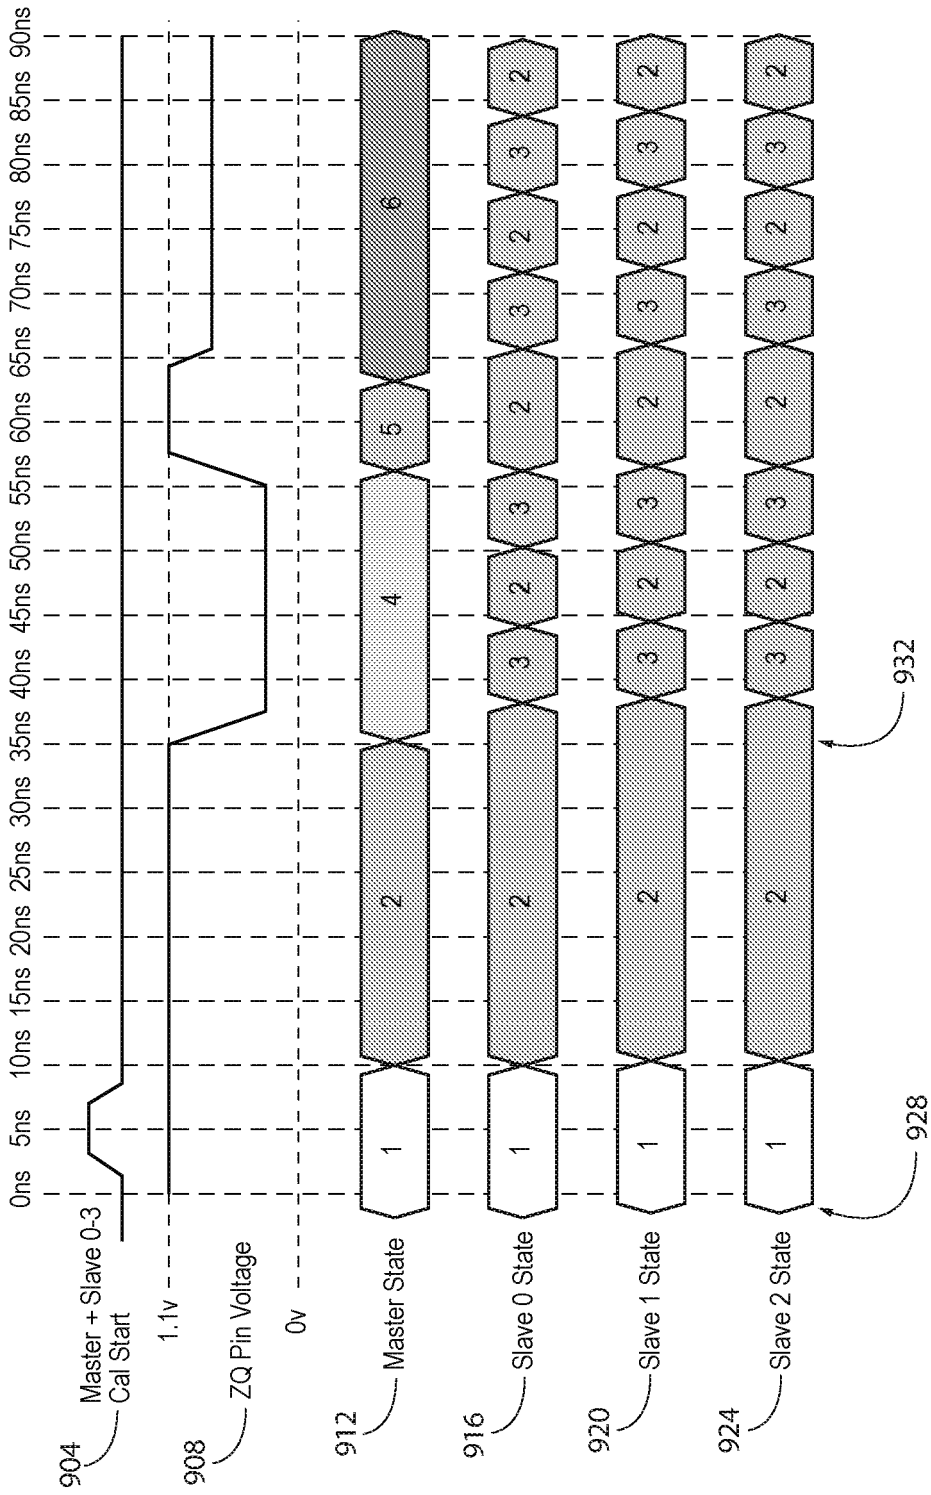 0ns 5ns 10ns 15ns 20ns 25ns 30ns 35ns 40ns 45ns 50ns 55ns 60ns 65ns 70ns 75ns 80ns 85ns 90ns
904
Master + Slave 0-3
Cal Start
1.1v
908
ZQ Pin Voltage
0v
912
Master State
1 2 4 5 6
916
Slave 0 State
1 2 3 2 3 2 3 2 3 2
920
Slave 1 State
1 2 3 2 3 2 3 2 3 2
924
Slave 2 State
1 2 3 2 3 2 3 2 3 2
928
932